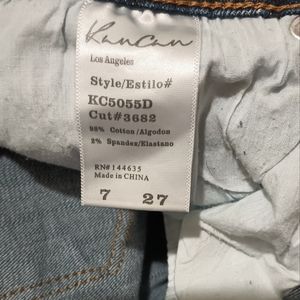 KanCan
Los Angeles
Style/Estilo#
KC5055D
Cut#3682
98% Cotton/Algodon
2% Spandex/Elastano
RN#144635
Made in CHINA
7 27